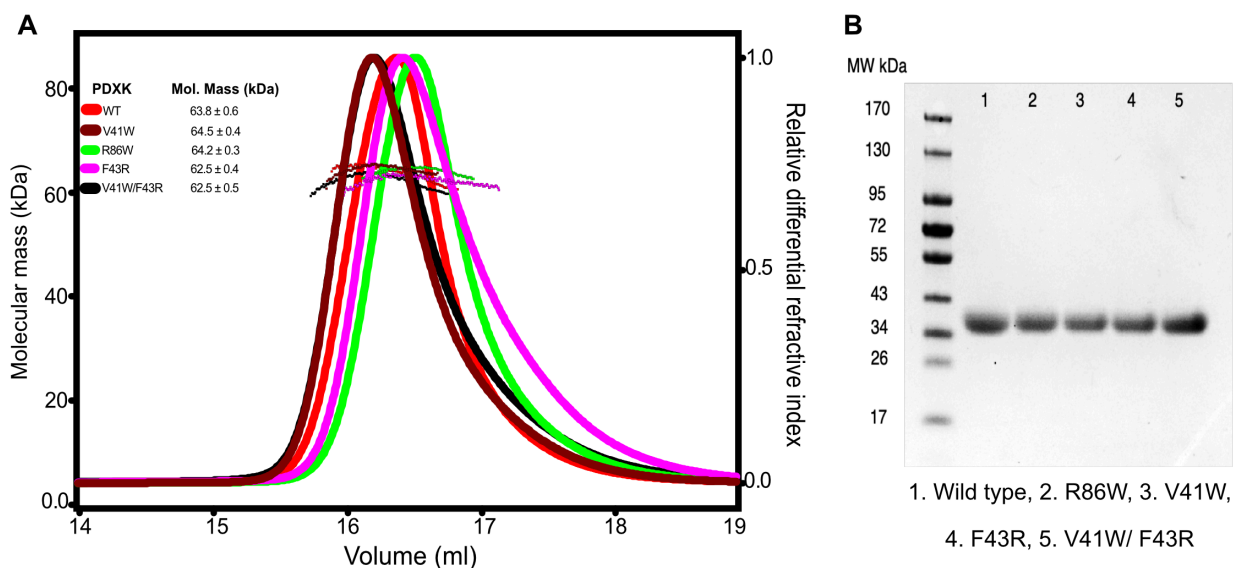 A
Molecular mass (kDa)
80
60
40
20
0.0
PDXK Mol. Mass (kDa)
WT 63.8 ± 0.6
V41W 64.5 ± 0.4
R86W 64.2 ± 0.3
F43R 62.5 ± 0.4
V41W/F43R 62.5 ± 0.5
1.0
0.5
0.0
Relative differential refractive index
14 15 16 17 18 19
Volume (ml)
B
MW kDa
1 2 3 4 5
170
130
95
72
55
43
34
26
17
1. Wild type, 2. R86W, 3. V41W,
4. F43R, 5. V41W/ F43R